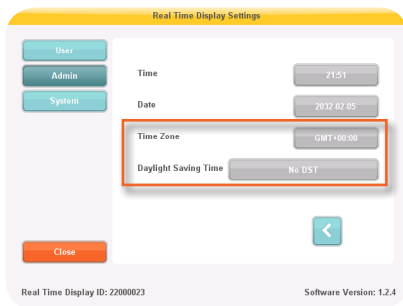 Real Time Display Settings
User
Admin
System
Time
21:51
Date
2032-02-05
Time Zone
GMT+00:00
Daylight Saving Time
No DST
Close
Real Time Display ID: 22000023
Software Version: 1.2.4